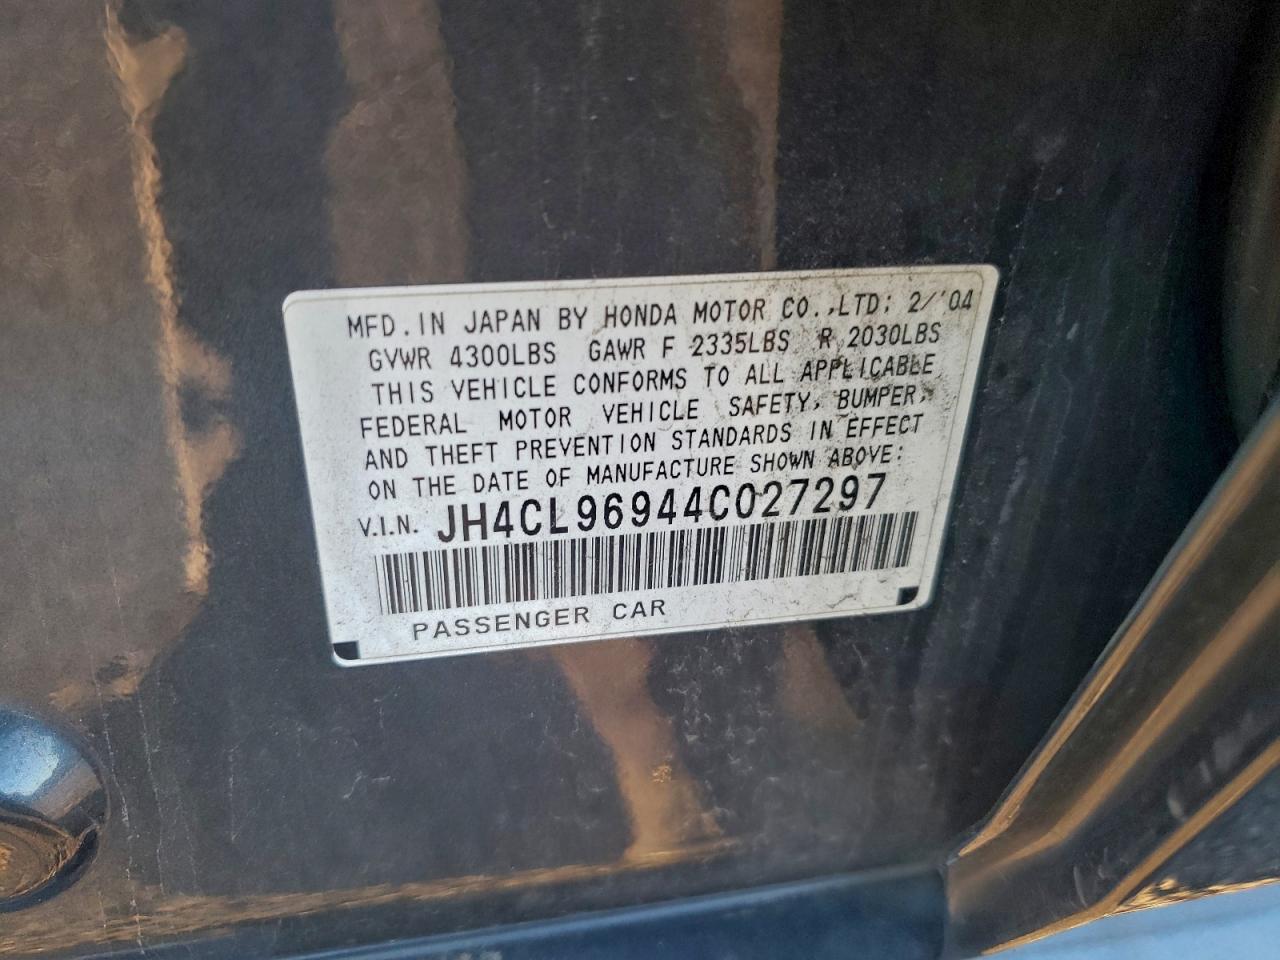 MFD. IN JAPAN BY HONDA MOTOR CO.,LTD: 2/'04
GVWR 4300LBS GAWR F 2335LBS R 2030LBS
THIS VEHICLE CONFORMS TO ALL APPLICABLE
FEDERAL MOTOR VEHICLE SAFETY, BUMPER,
AND THEFT PREVENTION STANDARDS IN EFFECT
ON THE DATE OF MANUFACTURE SHOWN ABOVE:
V.I.N. JH4CL96944C027297
PASSENGER CAR